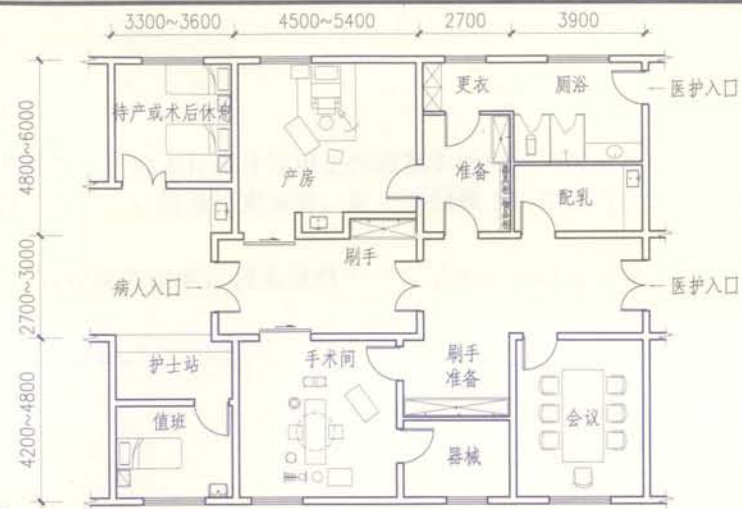 3300~3600
4500~5400
2700
3900
4800~6000
2700~3000
4200~4800
待产或术后休息
产房
更衣
厕浴
医护入口
准备
配乳
刷手
病人入口
医护入口
护士站
手术间
刷手
准备
值班
器械
会议